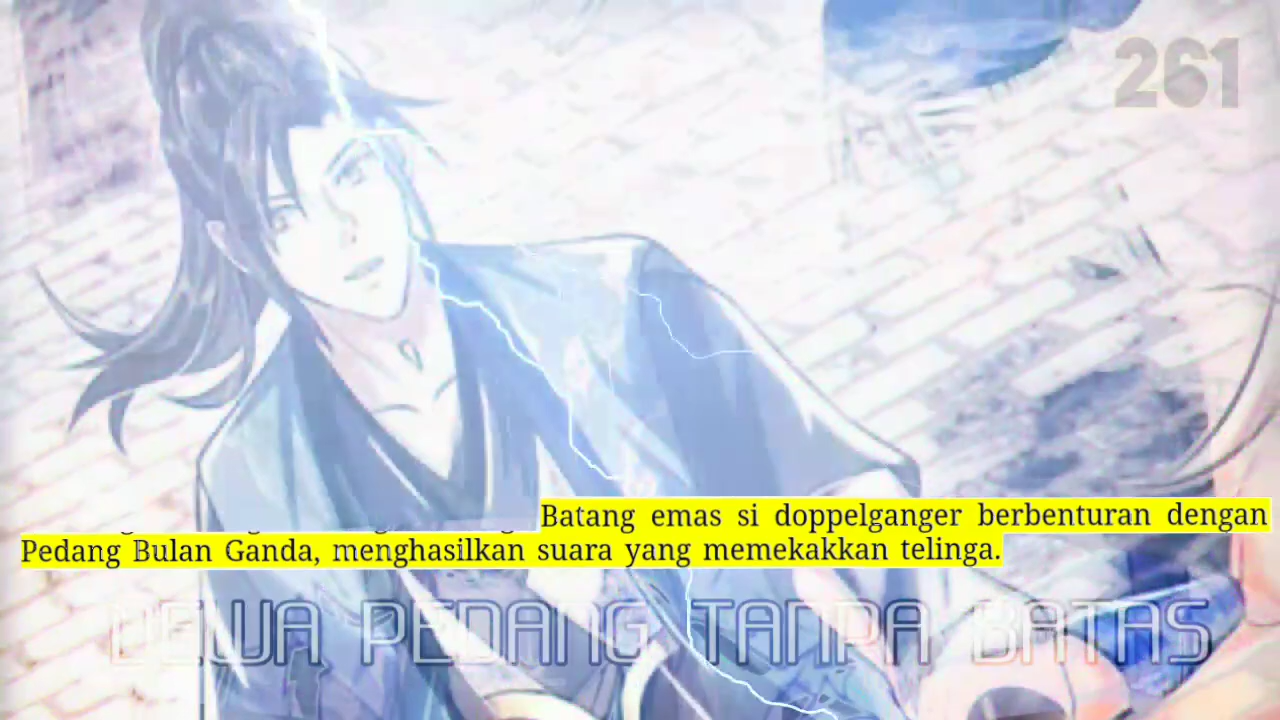 261
Batang emas si doppelganger berbenturan dengan
Pedang Bulan Ganda, menghasilkan suara yang memekakkan telinga.
DEWA PEDANG TANPA BATAS